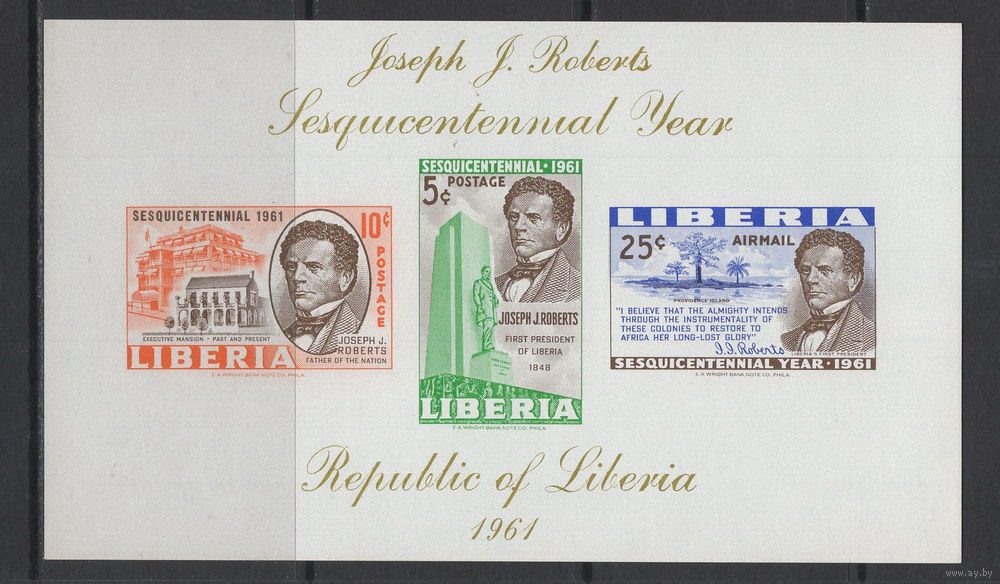 Joseph J. Roberts
Sesquicentennial Year
SESQUICENTENNIAL 1961
10¢
POSTAGE
EXECUTIVE MANSION - PAST AND PRESENT
JOSEPH J.
ROBERTS
FATHER OF THE NATION
LIBERIA
E.A.WRIGHT BANK NOTE CO., PHILA.
SESQUICENTENNIAL · 1961
5¢
POSTAGE
JOSEPH J.ROBERTS
FIRST PRESIDENT
OF LIBERIA
1848
LIBERIA
E.A.WRIGHT BANK NOTE CO., PHILA.
LIBERIA
25¢
AIRMAIL
PROVIDENCE ISLAND
"I BELIEVE THAT THE ALMIGHTY INTENDS
THROUGH THE INSTRUMENTALITY OF
THESE COLONIES TO RESTORE TO
AFRICA HER LONG-LOST GLORY"
J.J.Roberts
LIBERIA'S FIRST PRESIDENT
SESQUICENTENNIAL YEAR · 1961
E.A.WRIGHT BANK NOTE CO., PHILA.
Republic of Liberia
1961
www.ay.by